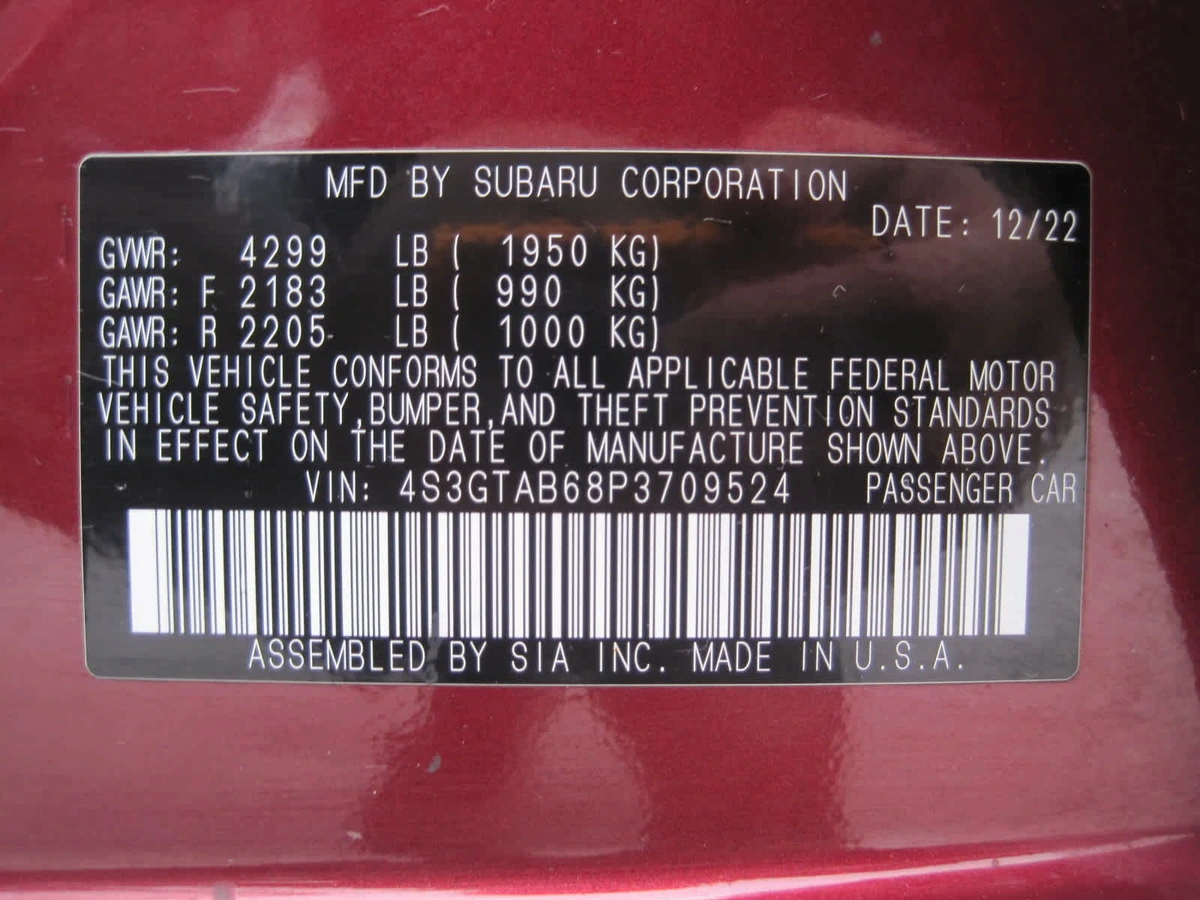 MFD BY SUBARU CORPORATION
DATE: 12/22
GVWR: 4299 LB ( 1950 KG)
GAWR: F 2183 LB ( 990 KG)
GAWR: R 2205 LB ( 1000 KG)
THIS VEHICLE CONFORMS TO ALL APPLICABLE FEDERAL MOTOR
VEHICLE SAFETY,BUMPER,AND THEFT PREVENTION STANDARDS
IN EFFECT ON THE DATE OF MANUFACTURE SHOWN ABOVE.
VIN: 4S3GTAB68P3709524 PASSENGER CAR
ASSEMBLED BY SIA INC. MADE IN U.S.A.